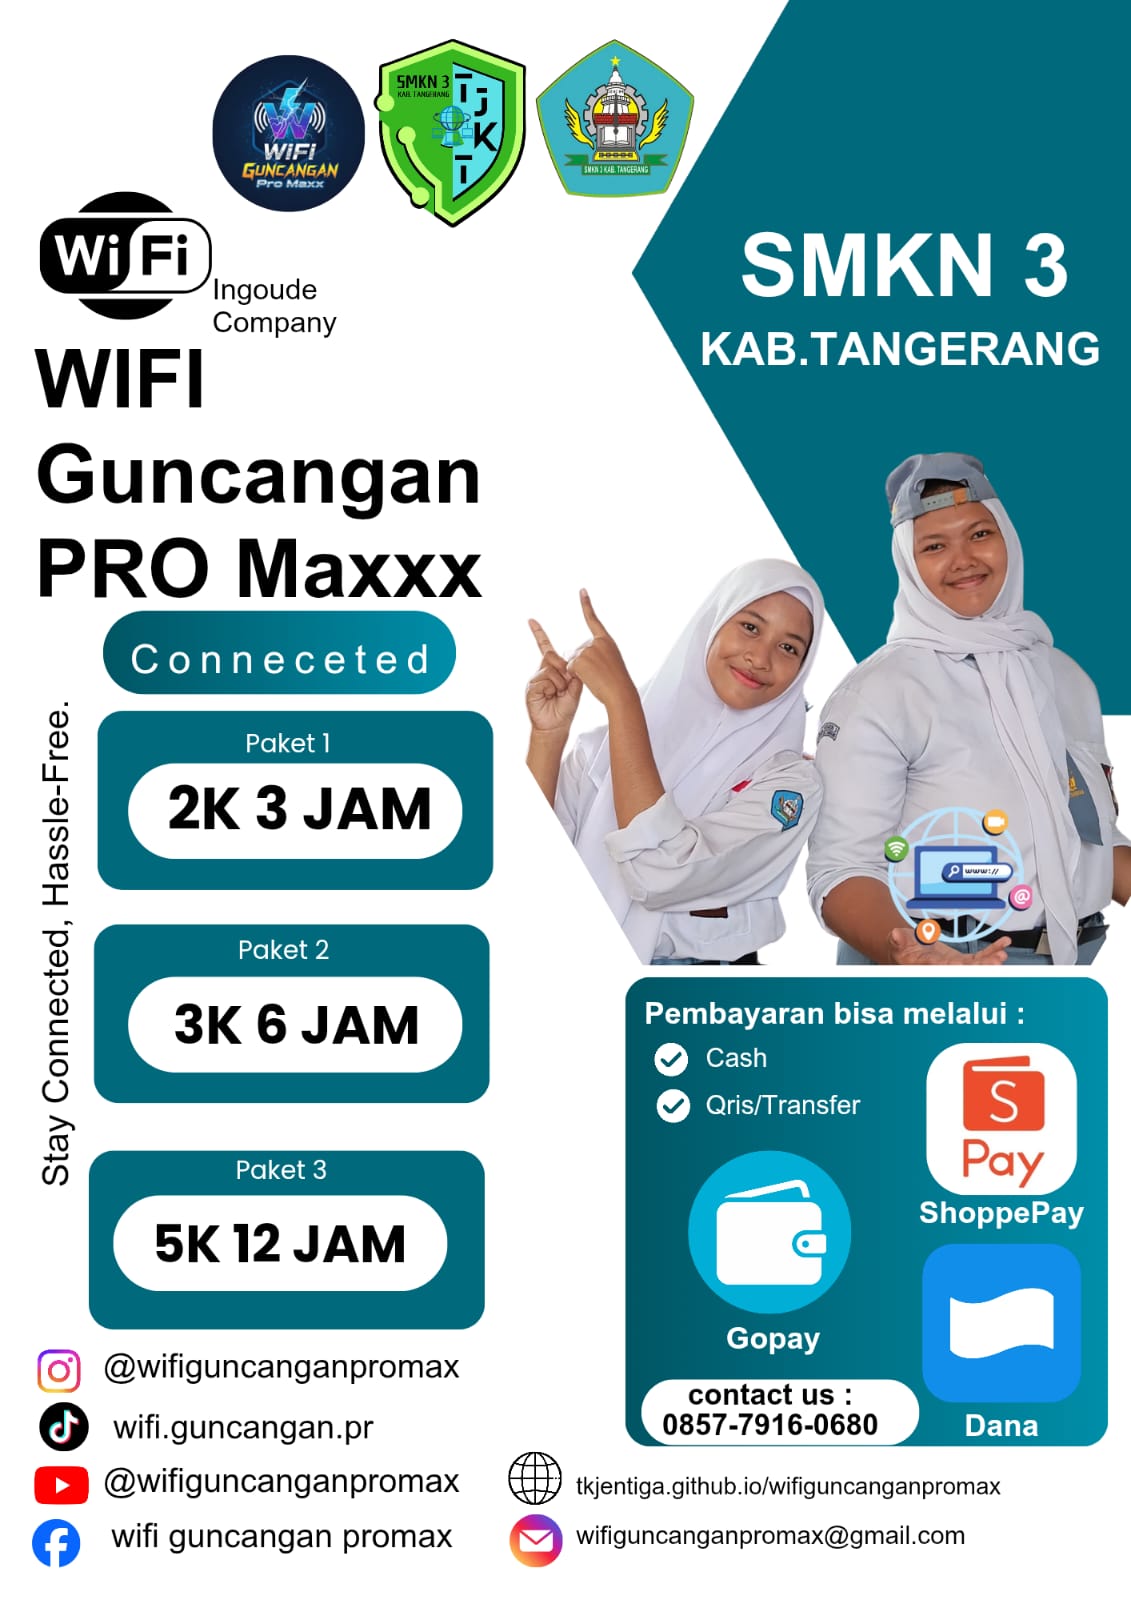 WiFi
GUNCANGAN
Pro Maxx
SMKN 3
KAB. TANGERANG
T
J
K
T
SMKN 3 KAB. TANGERANG
WiFi
Ingoude
Company
SMKN 3
KAB.TANGERANG
WIFI
Guncangan
PRO Maxxx
Conneceted
Stay Connected, Hassle-Free.
Paket 1
2K 3 JAM
Paket 2
3K 6 JAM
Paket 3
5K 12 JAM
www://
@
Pembayaran bisa melalui :
Cash
Qris/Transfer
S
Pay
ShoppePay
Gopay
Dana
contact us :
0857-7916-0680
@wifiguncanganpromax
wifi.guncangan.pr
@wifiguncanganpromax
wifi guncangan promax
tkjentiga.github.io/wifiguncanganpromax
wifiguncanganpromax@gmail.com